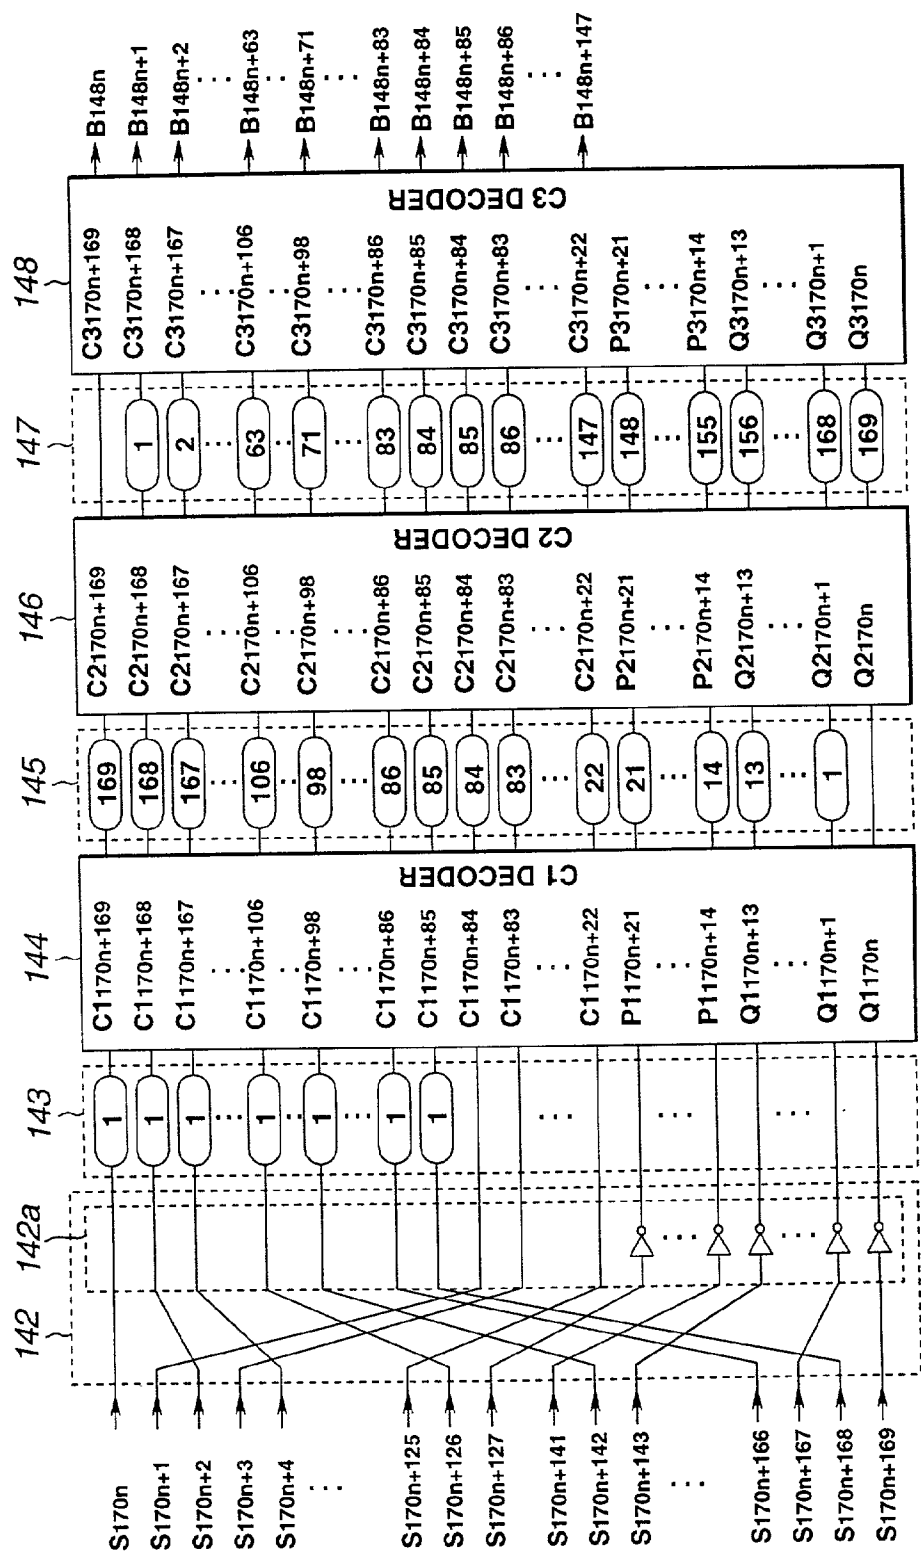 148
147
146
145
144
143
142a
142
B148n
B148n+1
B148n+2
...
B148n+63
...
B148n+71
...
B148n+83
B148n+84
B148n+85
B148n+86
...
B148n+147
C3 DECODER
C3170n+169
C3170n+168
C3170n+167
...
C3170n+106
...
C3170n+98
...
C3170n+86
C3170n+85
C3170n+84
C3170n+83
...
C3170n+22
P3170n+21
...
P3170n+14
Q3170n+13
...
Q3170n+1
Q3170n
1
2
...
63
...
71
...
83
84
85
86
...
147
148
...
155
156
...
168
169
C2 DECODER
C2170n+169
C2170n+168
C2170n+167
...
C2170n+106
...
C2170n+98
...
C2170n+86
C2170n+85
C2170n+84
C2170n+83
...
C2170n+22
P2170n+21
...
P2170n+14
Q2170n+13
...
Q2170n+1
Q2170n
169
168
167
...
106
...
98
...
86
85
84
83
...
22
21
...
14
13
...
1
C1 DECODER
C1170n+169
C1170n+168
C1170n+167
...
C1170n+106
...
C1170n+98
...
C1170n+86
C1170n+85
C1170n+84
C1170n+83
...
C1170n+22
P1170n+21
...
P1170n+14
Q1170n+13
...
Q1170n+1
Q1170n
1
1
1
...
1
...
1
...
1
1
...
...
...
...
...
S170n
S170n+1
S170n+2
S170n+3
S170n+4
...
S170n+125
S170n+126
S170n+127
S170n+141
S170n+142
S170n+143
...
S170n+166
S170n+167
S170n+168
S170n+169